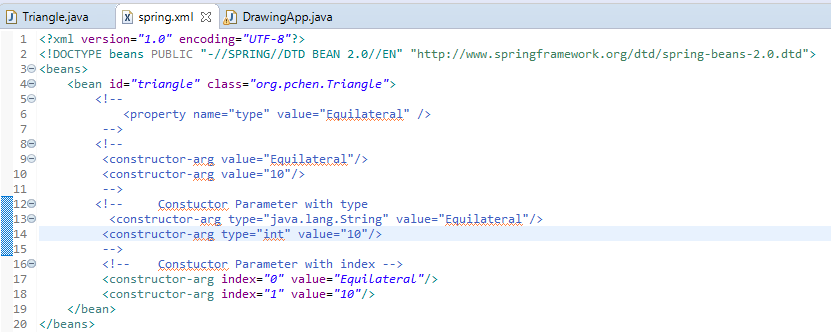 Triangle.java spring.xml DrawingApp.java
1 <?xml version="1.0" encoding="UTF-8"?>
2 <!DOCTYPE beans PUBLIC "-//SPRING//DTD BEAN 2.0//EN" "http://www.springframework.org/dtd/spring-beans-2.0.dtd">
3 <beans>
4 <bean id="triangle" class="org.pchen.Triangle">
5 <!--
6 <property name="type" value="Equilateral" />
7 -->
8 <!--
9 <constructor-arg value="Equilateral"/>
10 <constructor-arg value="10"/>
11 -->
12 <!-- Constuctor Parameter with type
13 <constructor-arg type="java.lang.String" value="Equilateral"/>
14 <constructor-arg type="int" value="10"/>
15 -->
16 <!-- Constuctor Parameter with index -->
17 <constructor-arg index="0" value="Equilateral"/>
18 <constructor-arg index="1" value="10"/>
19 </bean>
20 </beans>